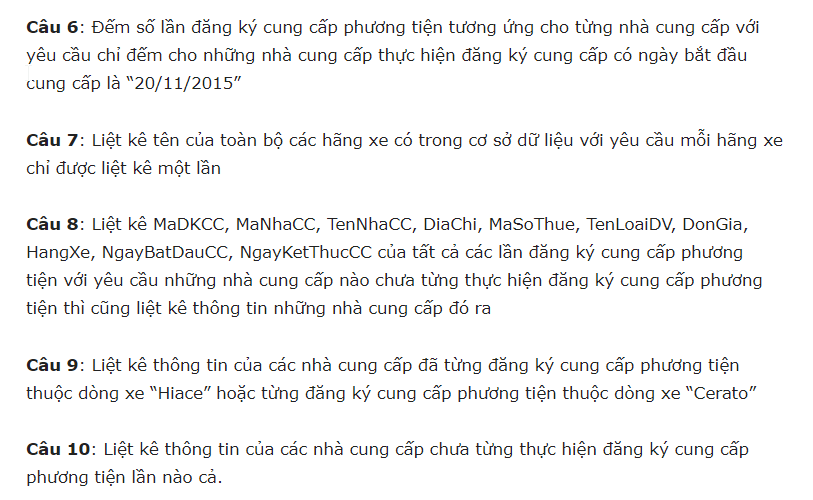 Câu 6: Đếm số lần đăng ký cung cấp phương tiện tương ứng cho từng nhà cung cấp với
yêu cầu chỉ đếm cho những nhà cung cấp thực hiện đăng ký cung cấp có ngày bắt đầu
cung cấp là “20/11/2015”
Câu 7: Liệt kê tên của toàn bộ các hãng xe có trong cơ sở dữ liệu với yêu cầu mỗi hãng xe
chỉ được liệt kê một lần
Câu 8: Liệt kê MaDKCC, MaNhaCC, TenNhaCC, DiaChi, MaSoThue, TenLoaiDV, DonGia,
HangXe, NgayBatDauCC, NgayKetThucCC của tất cả các lần đăng ký cung cấp phương
tiện với yêu cầu những nhà cung cấp nào chưa từng thực hiện đăng ký cung cấp phương
tiện thì cũng liệt kê thông tin những nhà cung cấp đó ra
Câu 9: Liệt kê thông tin của các nhà cung cấp đã từng đăng ký cung cấp phương tiện
thuộc dòng xe “Hiace” hoặc từng đăng ký cung cấp phương tiện thuộc dòng xe “Cerato”
Câu 10: Liệt kê thông tin của các nhà cung cấp chưa từng thực hiện đăng ký cung cấp
phương tiện lần nào cả.